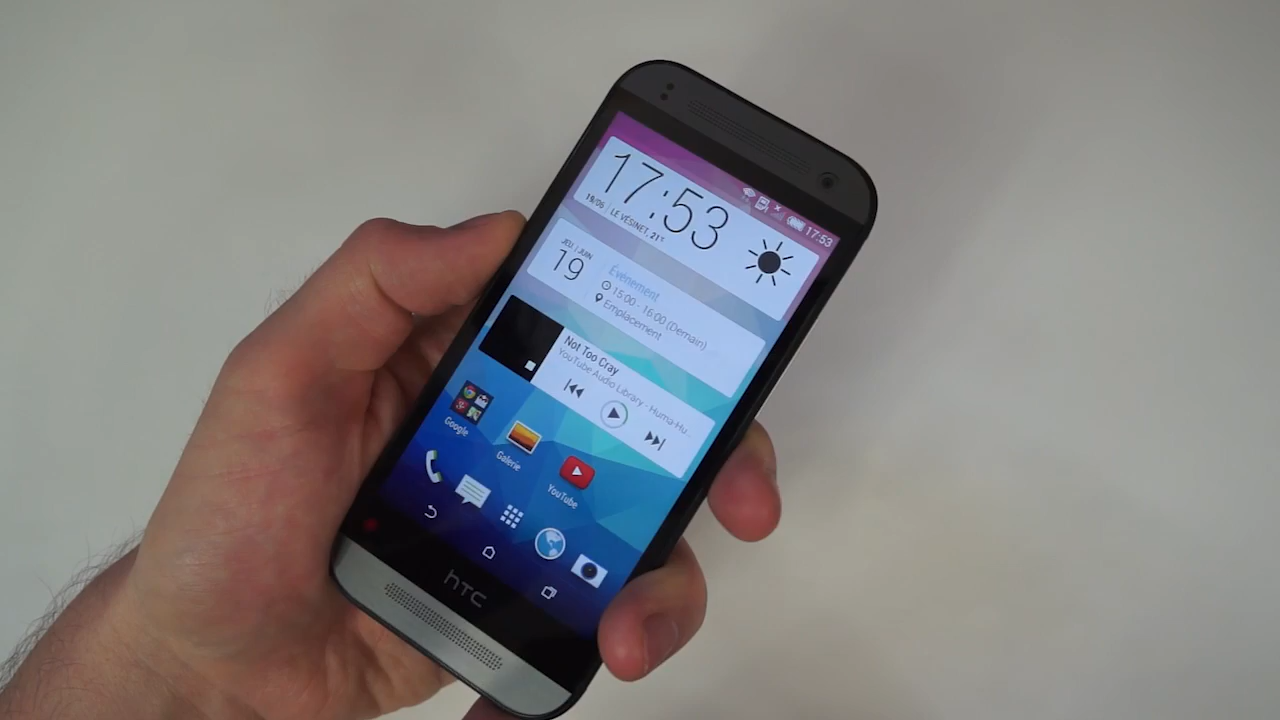 17:53
17:53
19/06 | LE VÉSINET, 21°
JEU | JUIN
19
Événement
15:00 - 16:00 (Demain)
Emplacement
Not Too Cray
YouTube Audio Library - Huma-Hu...
Google
Galerie
YouTube
hTC